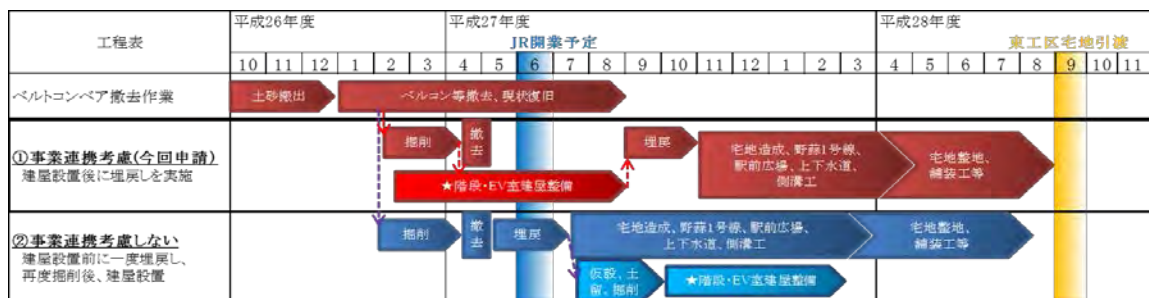 工程表
平成26年度
平成27年度
平成28年度
JR開業予定
東工区宅地引渡
10 11 12 1 2 3 4 5 6 7 8 9 10 11 12 1 2 3 4 5 6 7 8 9 10 11
ベルトコンベア撤去作業
土砂搬出
ベルコン等撤去、現状復旧
①事業連携考慮(今回申請)
建屋設置後に埋戻しを実施
掘削
撤去
埋戻
宅地造成、野蒜1号線、
駅前広場、上下水道、
側溝工
宅地整地、
舗装工等
★階段・EV室建屋整備
②事業連携考慮しない
建屋設置前に一度埋戻し、
再度掘削後、建屋設置
掘削
撤去
埋戻
宅地造成、野蒜1号線、駅前広場、
上下水道、側溝工
宅地整地、
舗装工等
仮設、土
留、掘削
★階段・EV室建屋整備